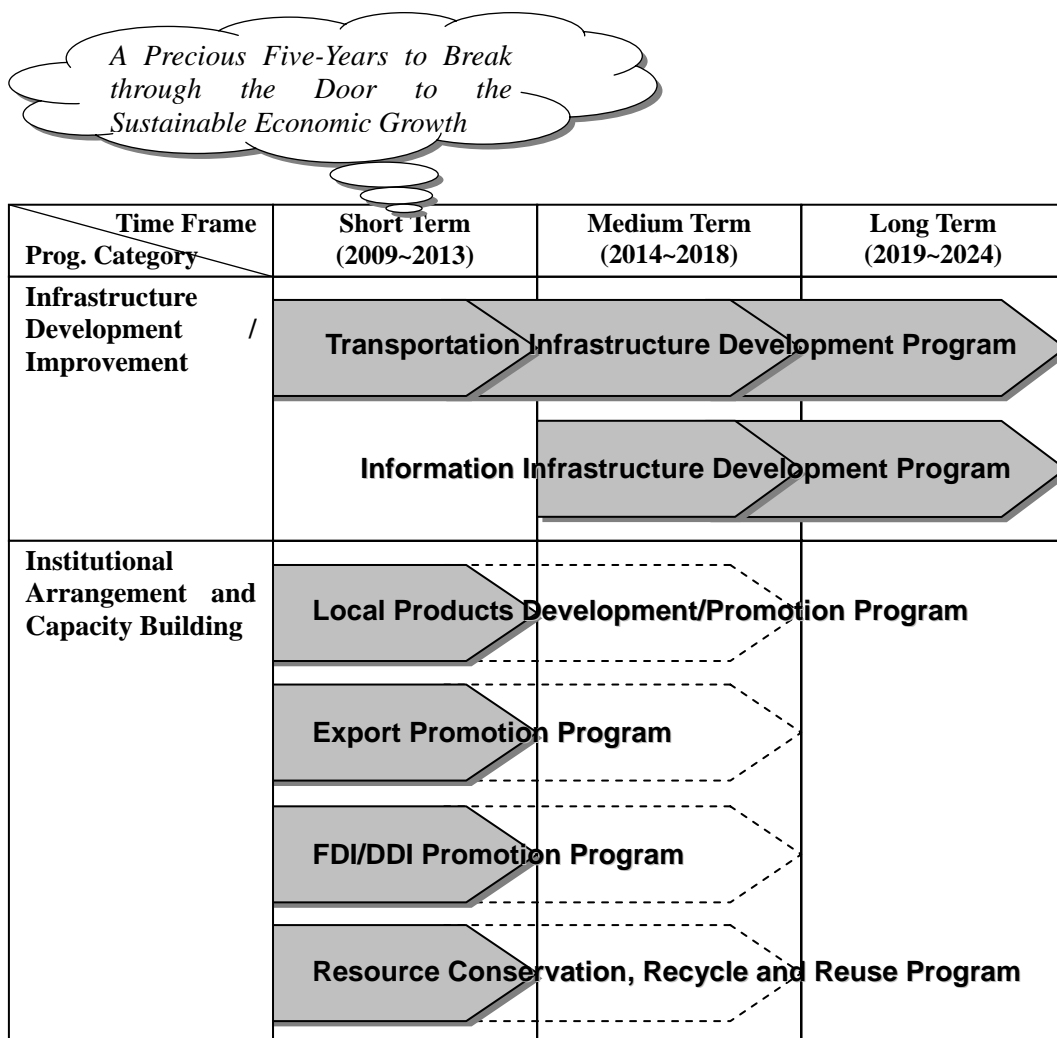 A Precious Five-Years to Break
through the Door to the
Sustainable Economic Growth
Time Frame
Prog. Category
Short Term
(2009~2013)
Medium Term
(2014~2018)
Long Term
(2019~2024)
Infrastructure
Development /
Improvement
Transportation Infrastructure Development Program
Information Infrastructure Development Program
Institutional
Arrangement and
Capacity Building
Local Products Development/Promotion Program
Export Promotion Program
FDI/DDI Promotion Program
Resource Conservation, Recycle and Reuse Program